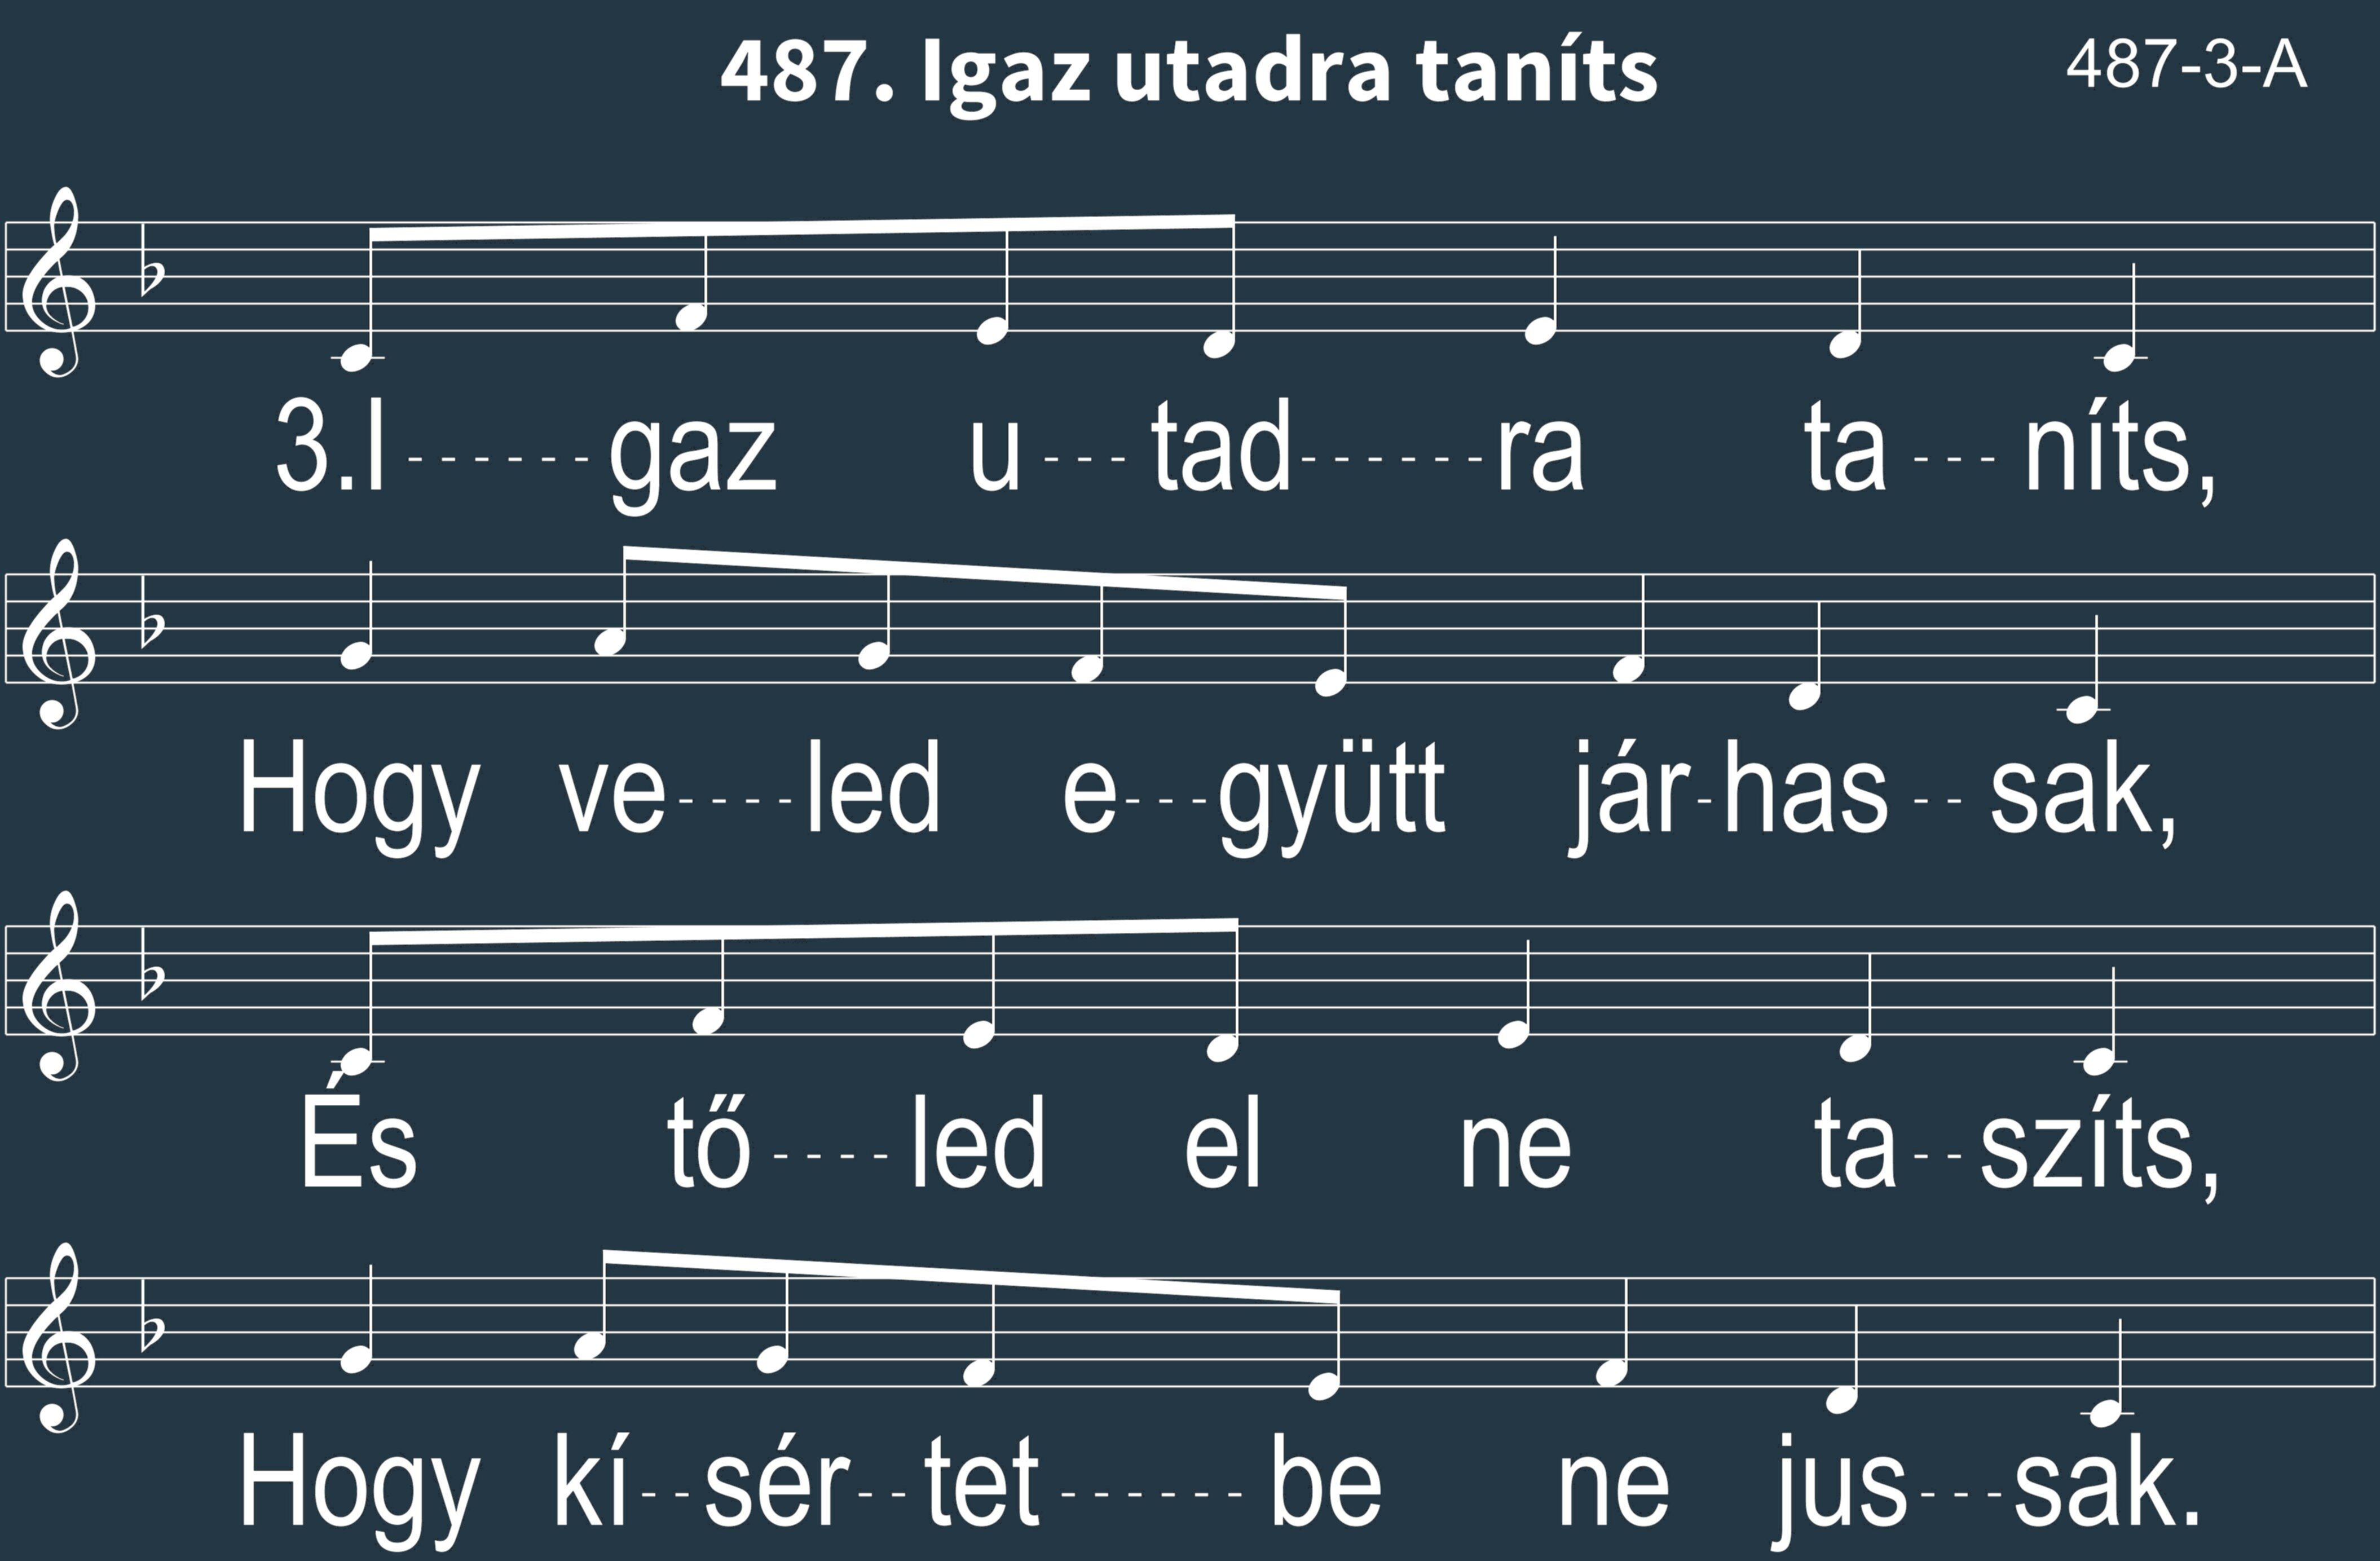 487. Igaz utadra taníts
487-3-A
3.I------gaz u---tad------ra ta---níts,
Hogy ve----led e---gyütt jár-has--sak,
És tő----led el ne ta--szíts,
Hogy kí--sér--tet------be ne jus---sak.